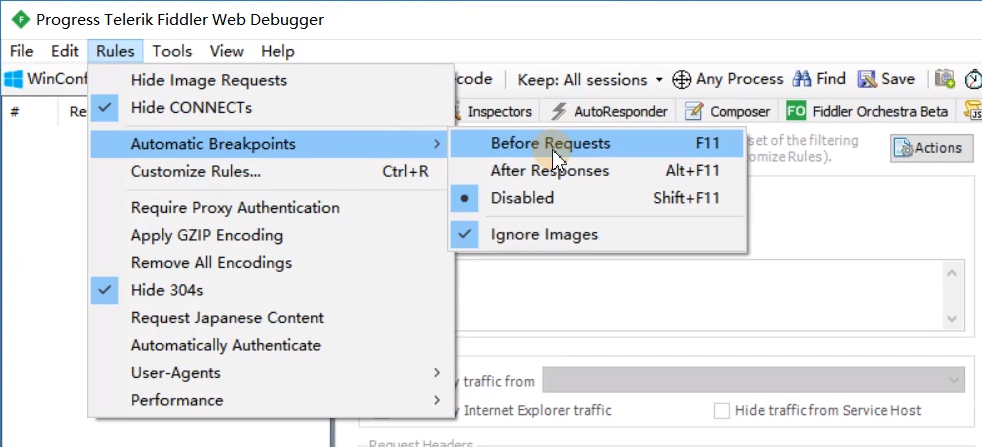 Progress Telerik Fiddler Web Debugger
File Edit Rules Tools View Help
WinConf code Keep: All sessions Any Process Find Save
# Re Inspectors AutoResponder Composer FO Fiddler Orchestra Beta
Hide Image Requests
Hide CONNECTs
Automatic Breakpoints
Customize Rules... Ctrl+R
Require Proxy Authentication
Apply GZIP Encoding
Remove All Encodings
Hide 304s
Request Japanese Content
Automatically Authenticate
User-Agents
Performance
Before Requests F11
After Responses Alt+F11
Disabled Shift+F11
Ignore Images
set of the filtering
omize Rules).
Actions
y traffic from
y Internet Explorer traffic Hide traffic from Service Host
Request Headers